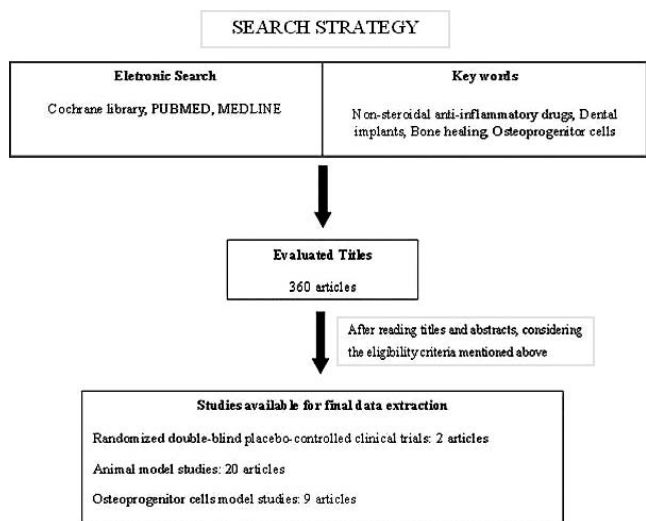 SEARCH STRATEGY
Eletronic Search
Cochrane library, PUBMED, MEDLINE
Key words
Non-steroidal anti-inflammatory drugs, Dental
implants, Bone healing, Osteoprogenitor cells
Evaluated Titles
360 articles
After reading titles and abstracts, considering
the eligibility criteria mentioned above
Studies available for final data extraction
Randomized double-blind placebo-controlled clinical trials: 2 articles
Animal model studies: 20 articles
Osteoprogenitor cells model studies: 9 articles